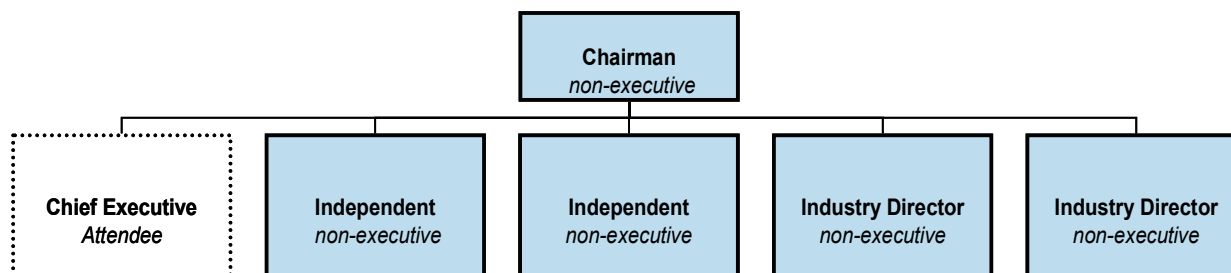 Chairman
non-executive
Chief Executive
Attendee
Independent
non-executive
Independent
non-executive
Industry Director
non-executive
Industry Director
non-executive